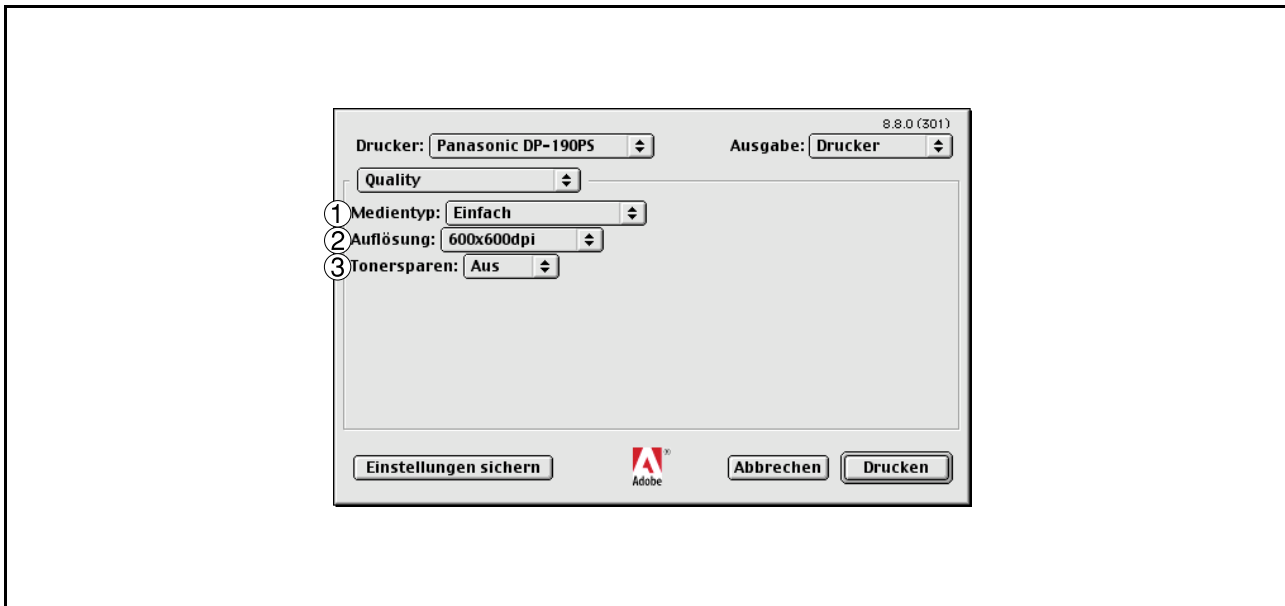 8.8.0 (301)
Drucker: Panasonic DP-190PS Ausgabe: Drucker
Quality
① Medientyp: Einfach
② Auflösung: 600x600dpi
③ Tonersparen: Aus
Einstellungen sichern Adobe® Abbrechen Drucken